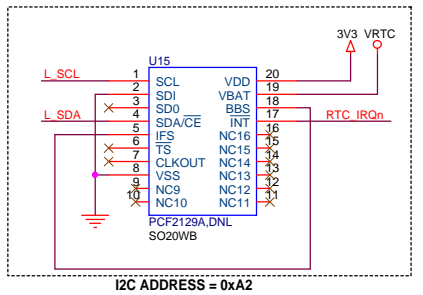 3V3 VRTC
U15
L_SCL 1 SCL VDD 20
2 SDI VBAT 19
3 SD0 BBS 18
L_SDA 4 SDA/CE INT 17 RTC_IRQn
5 IFS NC16 16
6 TS NC15 15
7 CLKOUT NC14 14
8 VSS NC13 13
9 NC9 NC12 12
10 NC10 NC11 11
PCF2129A,DNL
SO20WB
I2C ADDRESS = 0xA2